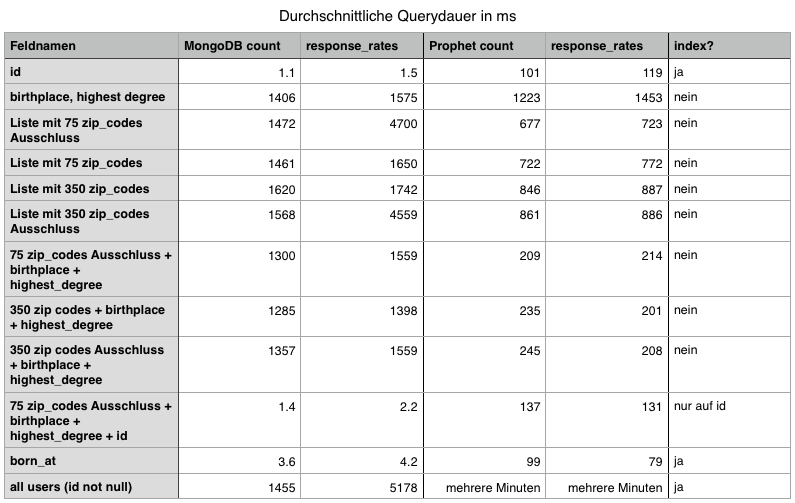 Durchschnittliche Querydauer in ms
Feldnamen MongoDB count response_rates Prophet count response_rates index?
id 1.1 1.5 101 119 ja
birthplace, highest degree 1406 1575 1223 1453 nein
Liste mit 75 zip_codes 1472 4700 677 723 nein
Ausschluss
Liste mit 75 zip_codes 1461 1650 722 772 nein
Liste mit 350 zip_codes 1620 1742 846 887 nein
Liste mit 350 zip_codes 1568 4559 861 886 nein
Ausschluss
75 zip_codes Ausschluss + 1300 1559 209 214 nein
birthplace +
highest_degree
350 zip codes + birthplace 1285 1398 235 201 nein
+ highest_degree
350 zip codes Ausschluss 1357 1559 245 208 nein
+ birthplace +
highest_degree
75 zip_codes Ausschluss + 1.4 2.2 137 131 nur auf id
birthplace +
highest_degree + id
born_at 3.6 4.2 99 79 ja
all users (id not null) 1455 5178 mehrere Minuten mehrere Minuten ja